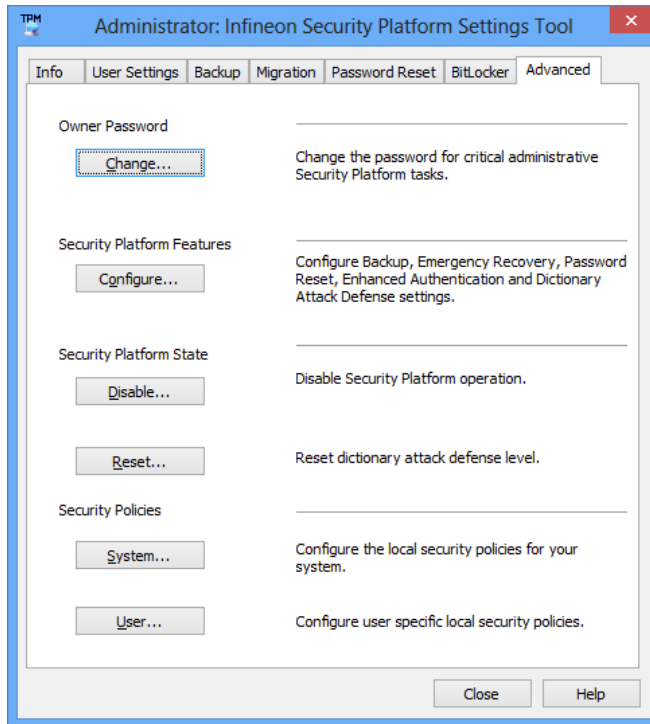 TPM
Administrator: Infineon Security Platform Settings Tool
Info User Settings Backup Migration Password Reset BitLocker Advanced
Owner Password
Change...
Change the password for critical administrative
Security Platform tasks.
Security Platform Features
Configure...
Configure Backup, Emergency Recovery, Password
Reset, Enhanced Authentication and Dictionary
Attack Defense settings.
Security Platform State
Disable...
Disable Security Platform operation.
Reset...
Reset dictionary attack defense level.
Security Policies
System...
Configure the local security policies for your
system.
User...
Configure user specific local security policies.
Close Help